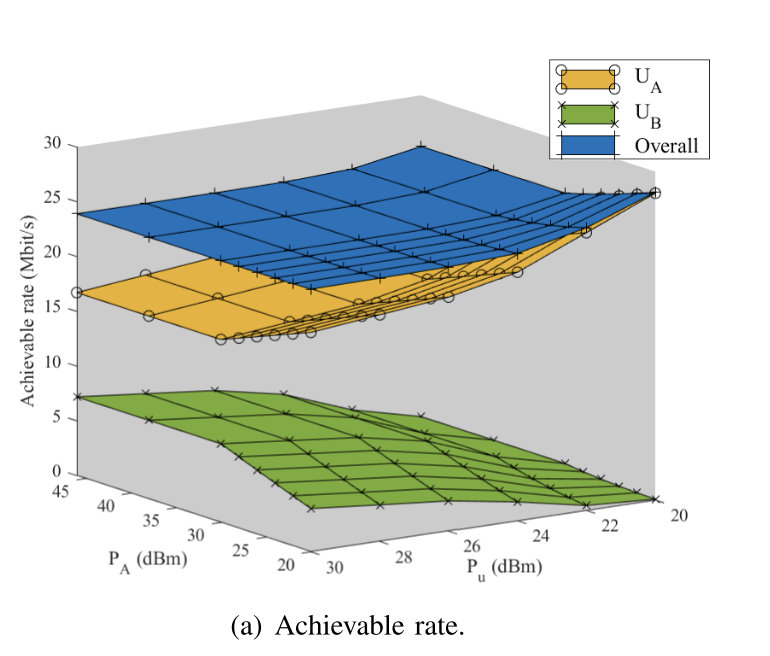 U_A
U_B
Overall
30
25
20
15
10
5
0
Achievable rate (Mbit/s)
45
40
35
30
25
20
P_A (dBm)
30
28
26
24
22
20
P_u (dBm)
(a) Achievable rate.